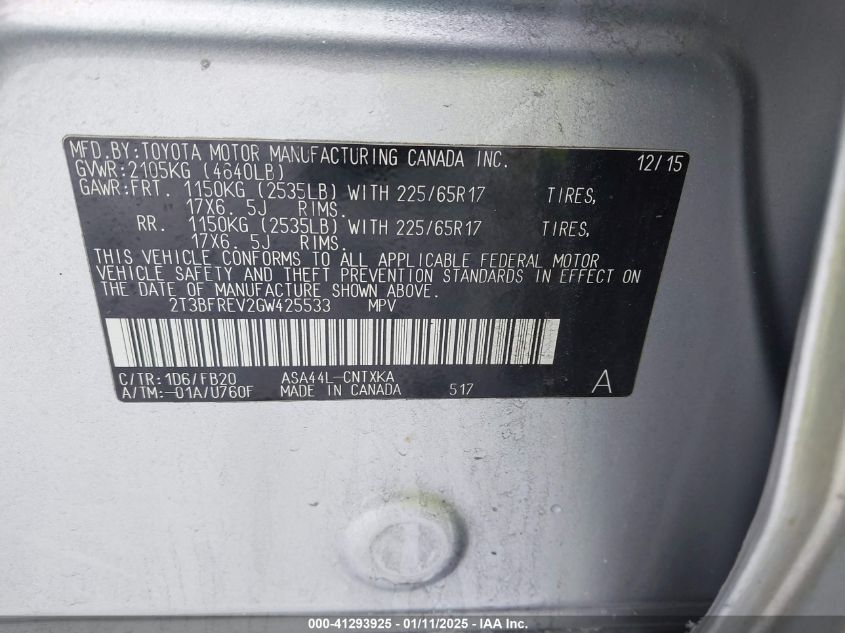 MFD. BY: TOYOTA MOTOR MANUFACTURING CANADA INC. 12/15
GVWR: 2105KG (4640LB)
GAWR: FRT. 1150KG (2535LB) WITH 225/65R17 TIRES,
17X6. 5J RIMS.
RR. 1150KG (2535LB) WITH 225/65R17 TIRES,
17X6. 5J RIMS.
THIS VEHICLE CONFORMS TO ALL APPLICABLE FEDERAL MOTOR
VEHICLE SAFETY AND THEFT PREVENTION STANDARDS IN EFFECT ON
THE DATE OF MANUFACTURE SHOWN ABOVE.
2T3BFREV2GW425533 MPV
C/TR: 1D6/FB20 ASA44L-CNTXKA
A/TM: -01A/U760F MADE IN CANADA 517 A
000-41293925 - 01/11/2025 - IAA Inc.